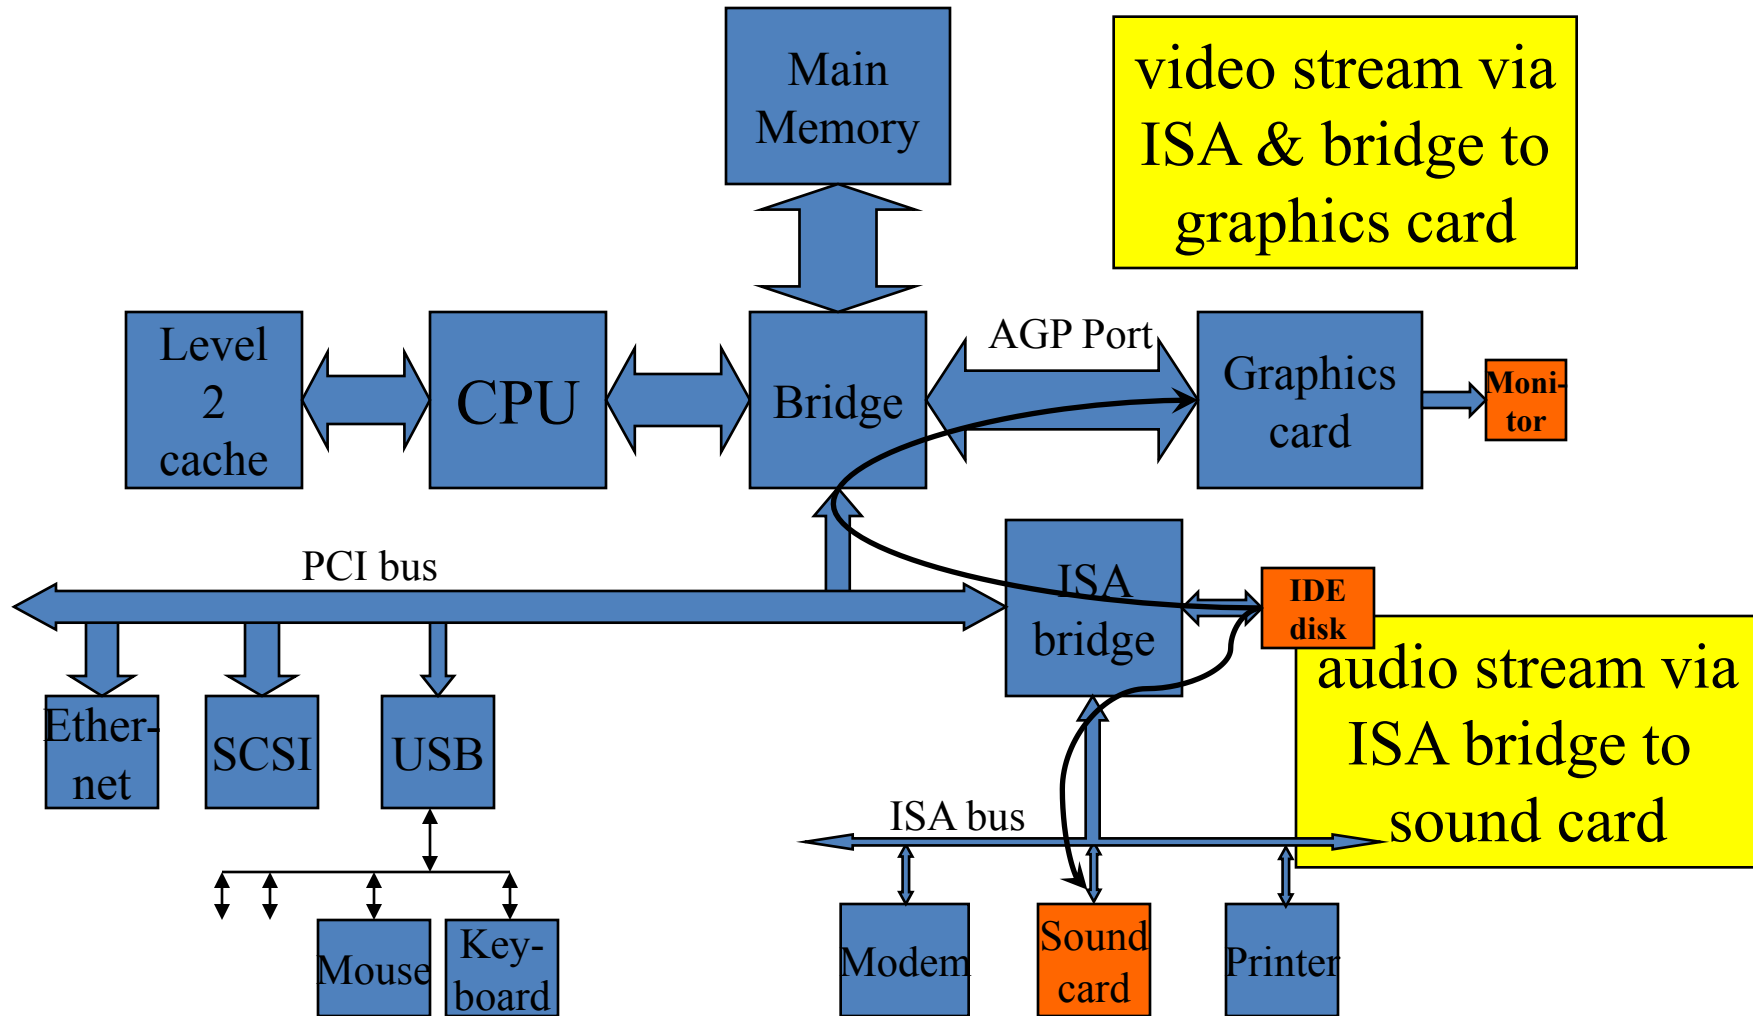 Main
Memory
video stream via
ISA & bridge to
graphics card
Level
2
cache
CPU
Bridge
AGP Port
Graphics
card
Moni-
tor
PCI bus
ISA
bridge
IDE
disk
audio stream via
ISA bridge to
sound card
Ether-
net
SCSI
USB
ISA bus
Mouse
Key-
board
Modem
Sound
card
Printer